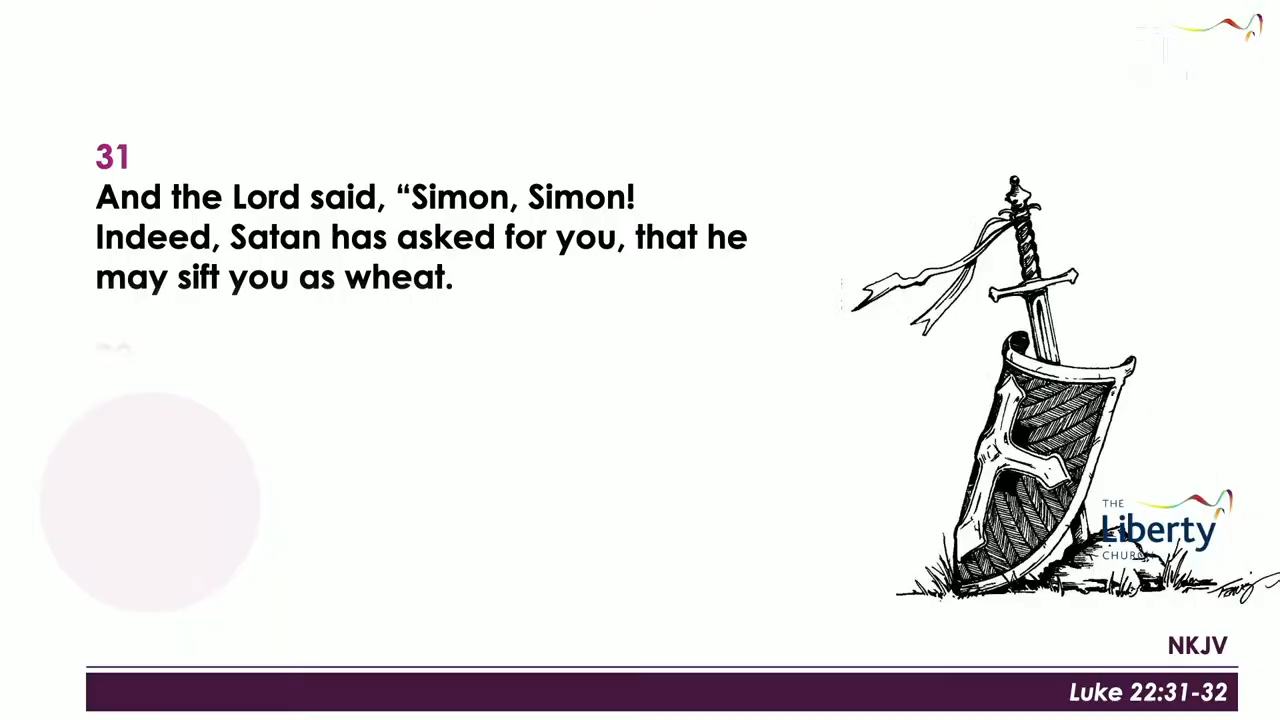 31
And the Lord said, “Simon, Simon!
Indeed, Satan has asked for you, that he
may sift you as wheat.
THE
Liberty
CHURCH
NKJV
Luke 22:31-32